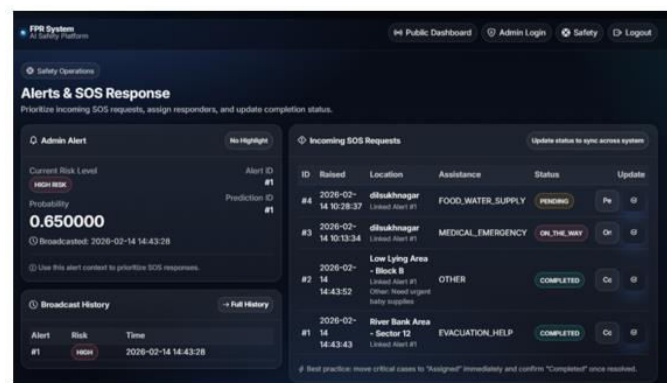 FPR System
AI Safety Platform
Public Dashboard
Admin Login
Safety
Logout
Safety Operations
Alerts & SOS Response
Prioritize incoming SOS requests, assign responders, and update completion status.
Admin Alert
No Highlight
Current Risk Level
HIGH RISK
Alert ID
#1
Probability
0.650000
Prediction ID
#1
Broadcasted: 2026-02-14 14:43:28
Use this alert context to prioritize SOS responses.
Broadcast History
→ Full History
Alert Risk Time
#1 HIGH 2026-02-14 14:43:28
Incoming SOS Requests
Update status to sync across system
ID Raised Location Assistance Status Update
#4 2026-02-14 10:28:37 dilsukhnagar Linked Alert #1 FOOD_WATER_SUPPLY PENDING Pe
#3 2026-02-14 10:13:34 dilsukhnagar Linked Alert #1 MEDICAL_EMERGENCY ON_THE_WAY On
#2 2026-02-14 14:43:52 Low Lying Area - Block B Linked Alert #1 Other: Need urgent baby supplies OTHER COMPLETED Cc
#1 2026-02-14 14:43:43 River Bank Area - Sector 12 Linked Alert #1 EVACUATION_HELP COMPLETED Cc
Best practice: move critical cases to "Assigned" immediately and confirm "Completed" once resolved.